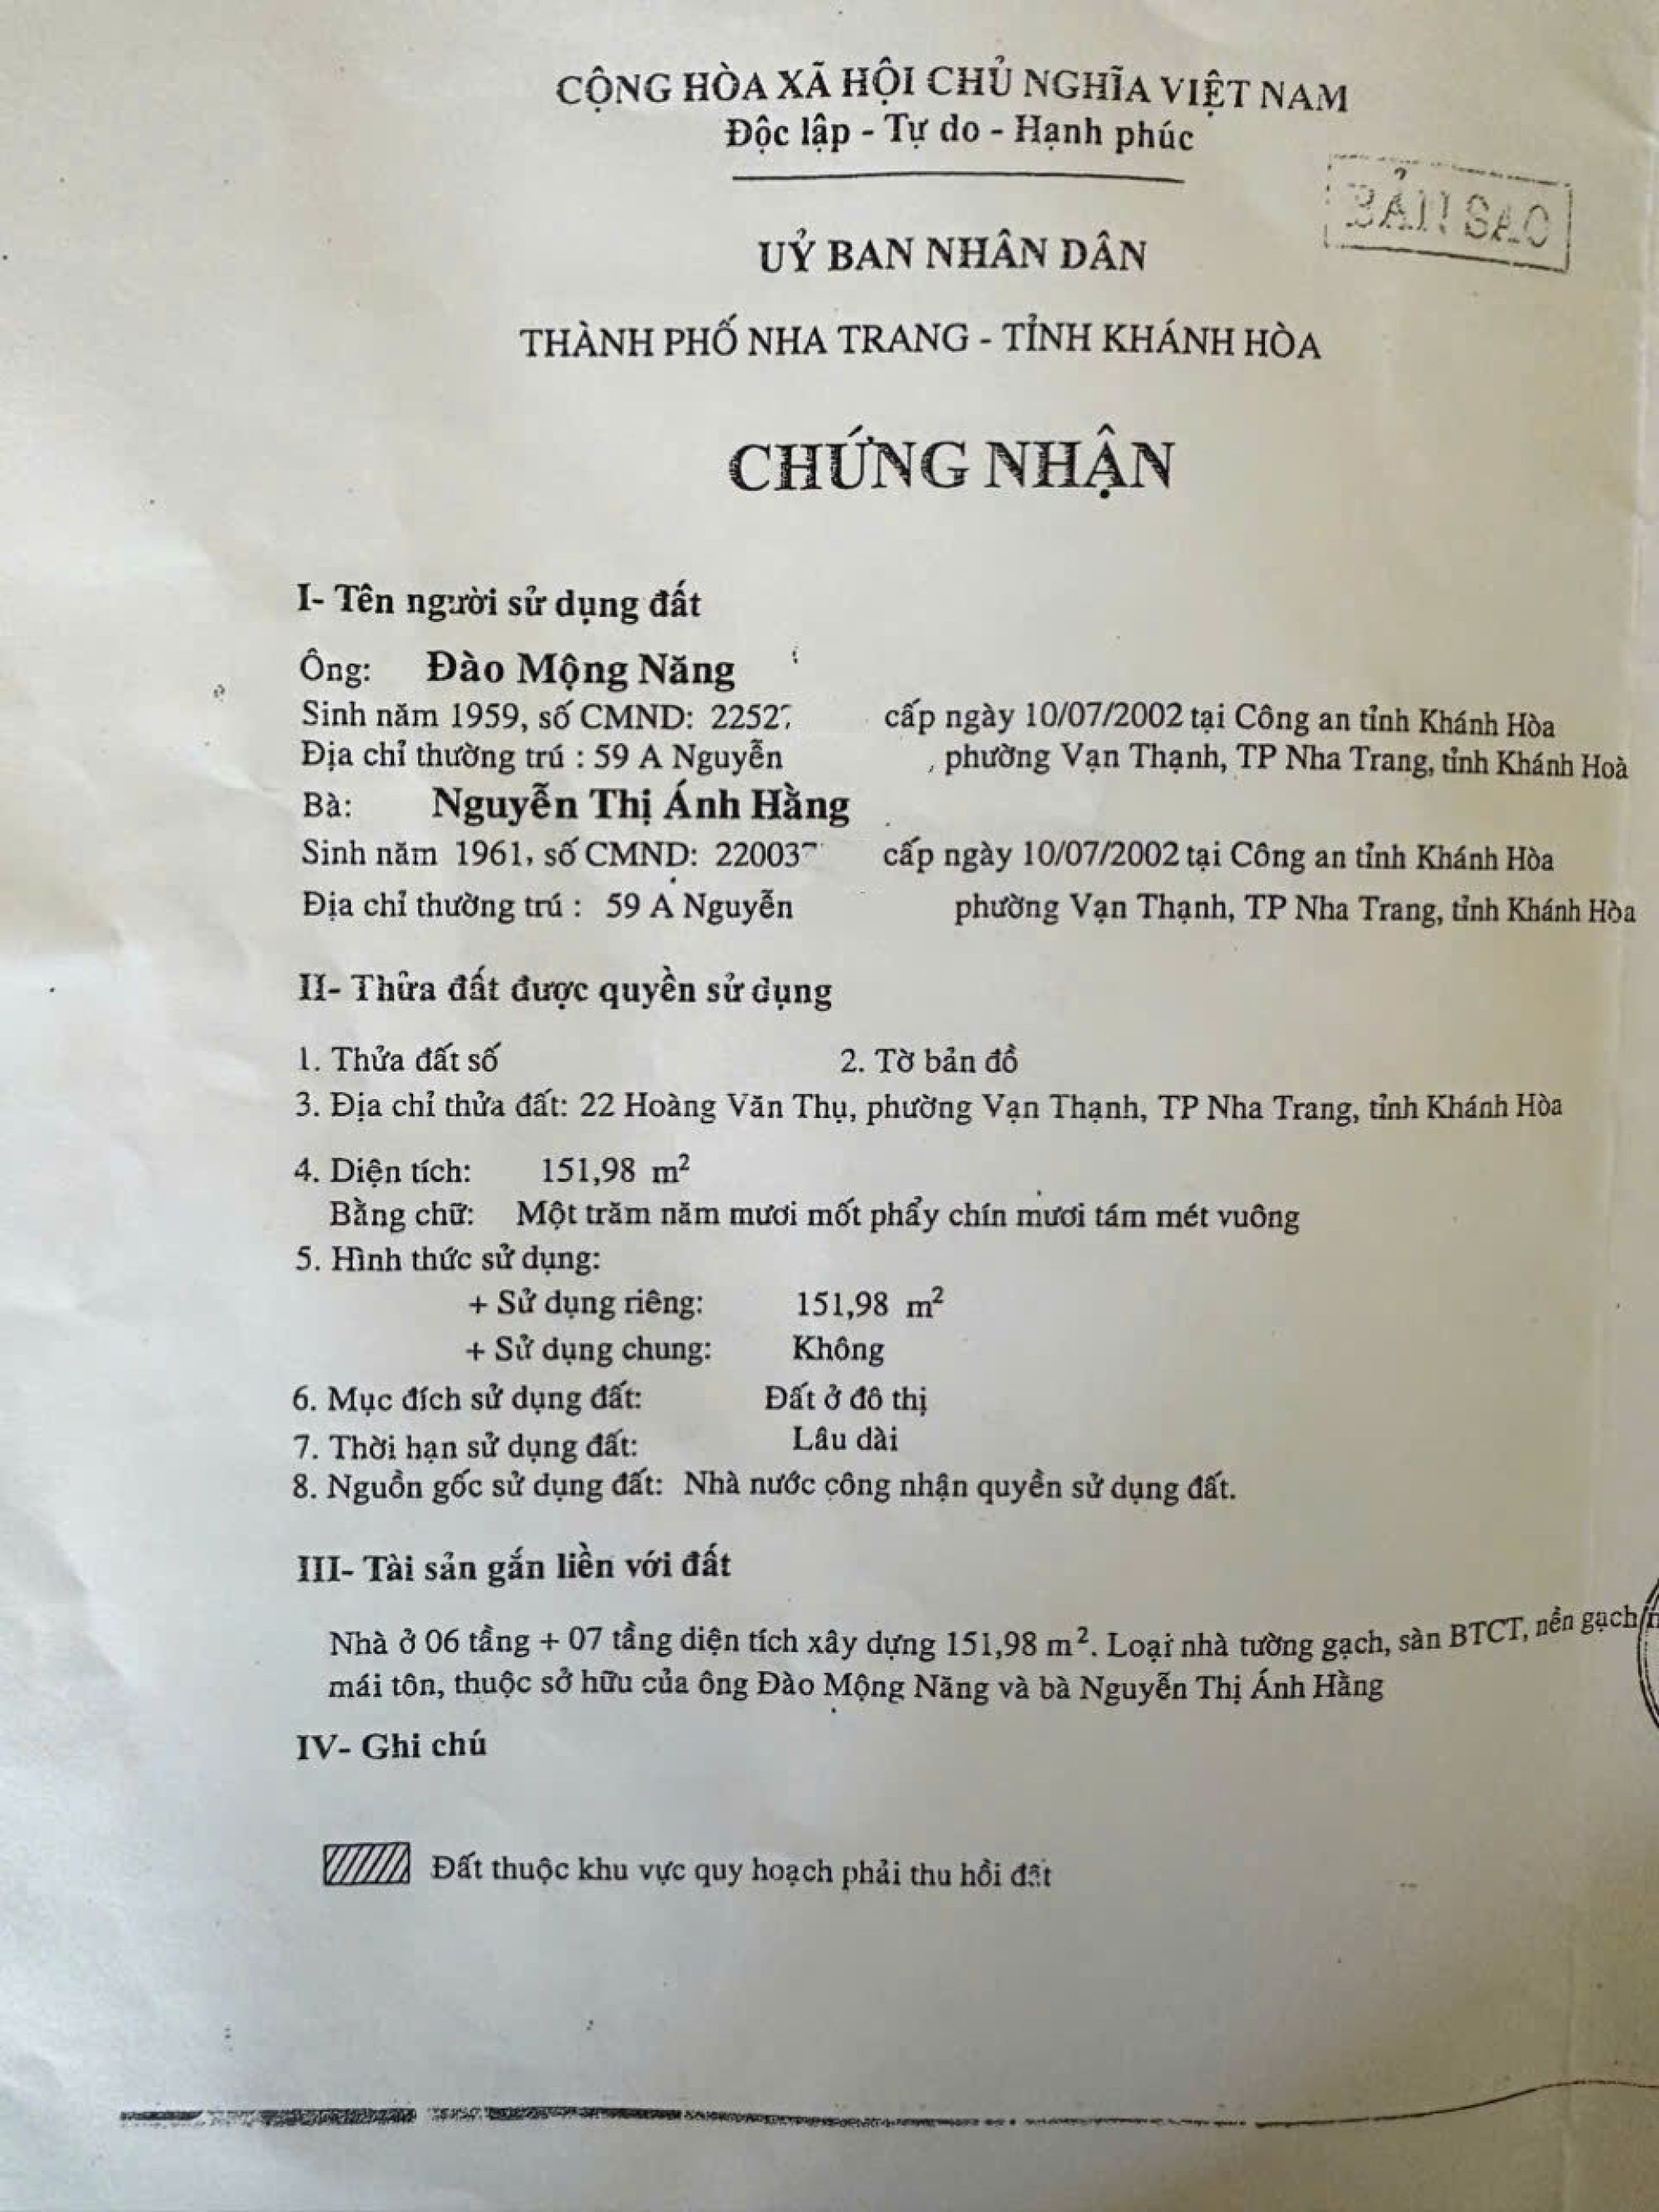 CỘNG HÒA XÃ HỘI CHỦ NGHĨA VIỆT NAM
Độc lập - Tự do - Hạnh phúc
BẢN SAO
UỶ BAN NHÂN DÂN
THÀNH PHỐ NHA TRANG - TỈNH KHÁNH HÒA
CHỨNG NHẬN
I- Tên người sử dụng đất
Ông: Đào Mộng Năng
Sinh năm 1959, số CMND: 2252 cấp ngày 10/07/2002 tại Công an tỉnh Khánh Hòa
Địa chỉ thường trú : 59 A Nguyễn , phường Vạn Thạnh, TP Nha Trang, tỉnh Khánh Hoà
Bà: Nguyễn Thị Ánh Hằng
Sinh năm 1961, số CMND: 22003 cấp ngày 10/07/2002 tại Công an tỉnh Khánh Hòa
Địa chỉ thường trú : 59 A Nguyễn phường Vạn Thạnh, TP Nha Trang, tỉnh Khánh Hòa
II- Thửa đất được quyền sử dụng
1. Thửa đất số 2. Tờ bản đồ
3. Địa chỉ thửa đất: 22 Hoàng Văn Thụ, phường Vạn Thạnh, TP Nha Trang, tỉnh Khánh Hòa
4. Diện tích: 151,98 m²
Bằng chữ: Một trăm năm mươi mốt phẩy chín mươi tám mét vuông
5. Hình thức sử dụng:
+ Sử dụng riêng: 151,98 m²
+ Sử dụng chung: Không
6. Mục đích sử dụng đất: Đất ở đô thị
7. Thời hạn sử dụng đất: Lâu dài
8. Nguồn gốc sử dụng đất: Nhà nước công nhận quyền sử dụng đất.
III- Tài sản gắn liền với đất
Nhà ở 06 tầng + 07 tầng diện tích xây dựng 151,98 m². Loại nhà tường gạch, sàn BTCT, nền gạch
mái tôn, thuộc sở hữu của ông Đào Mộng Năng và bà Nguyễn Thị Ánh Hằng
IV- Ghi chú
Đất thuộc khu vực quy hoạch phải thu hồi đất